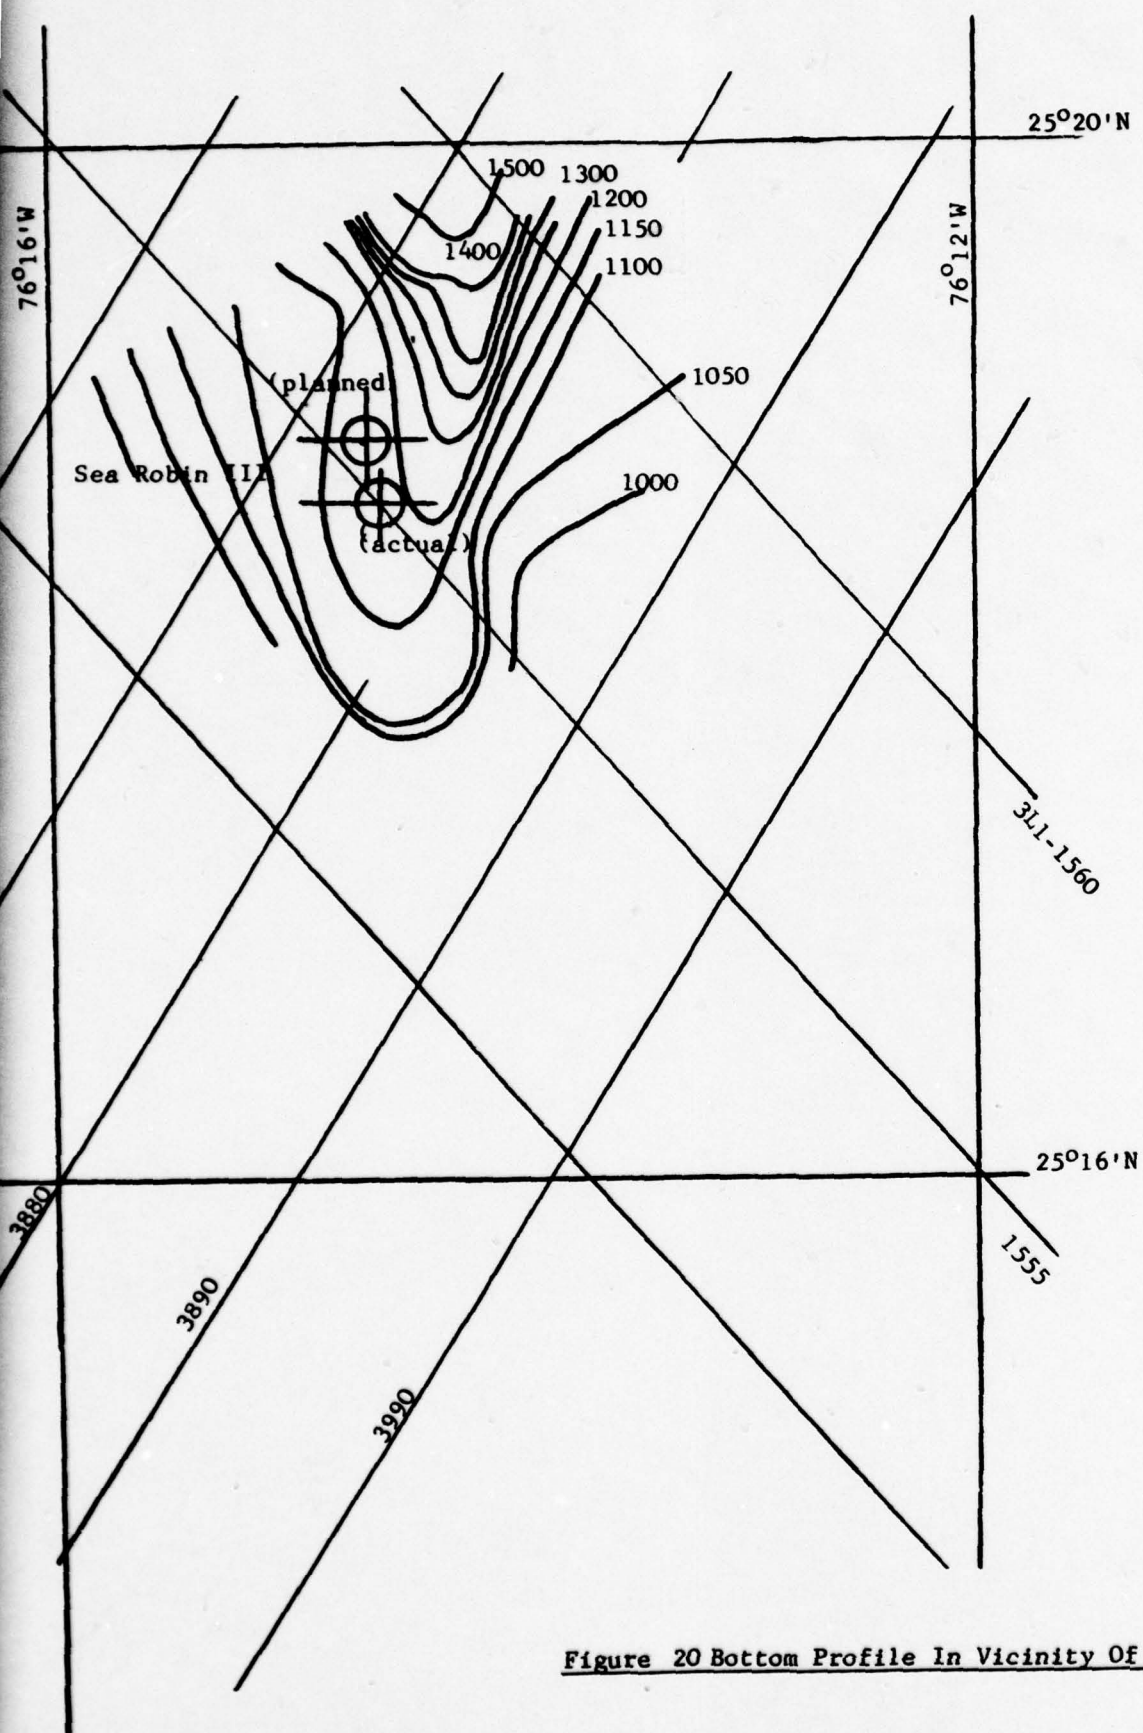 25°20'N
1500
1300
1200
76°16'W
76°12'W
1150
1400
1100
1050
(planned)
Sea Robin III
1000
(actual)
3L1-1560
25°16'N
3880
1555
3890
3990
Figure 20 Bottom Profile In Vicinity Of